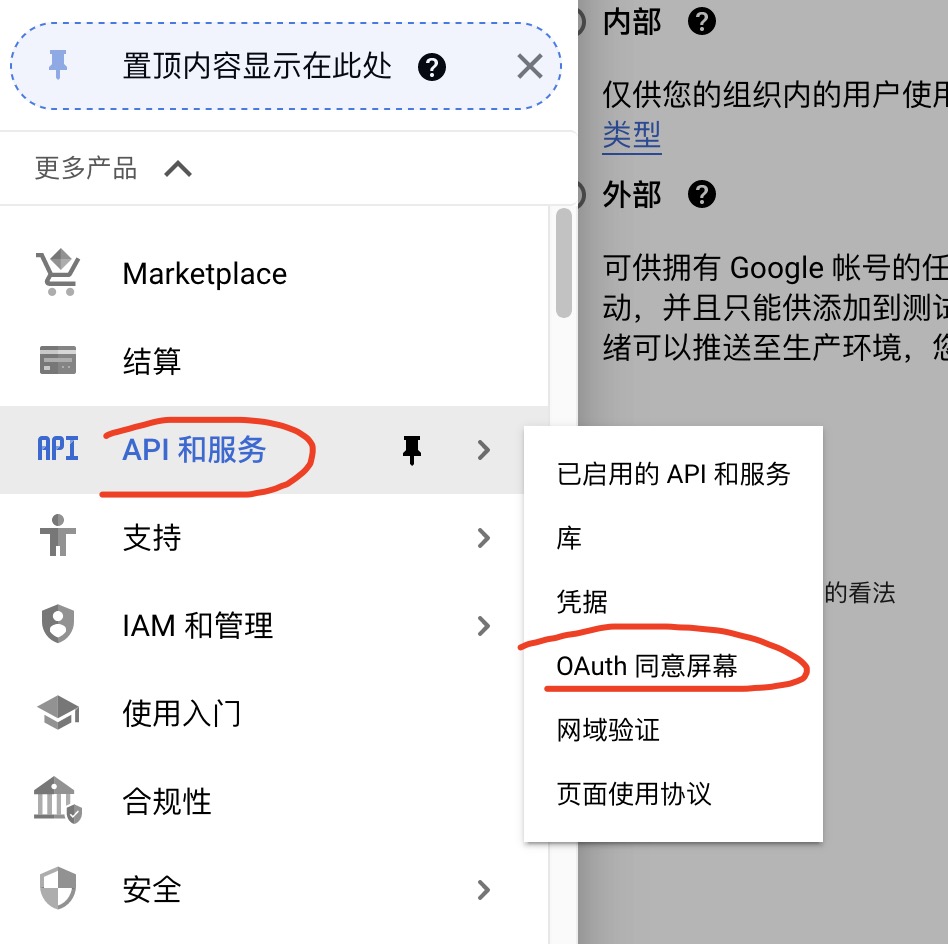 置顶内容显示在此处
更多产品
Marketplace
结算
API
API 和服务
支持
IAM 和管理
使用入门
合规性
安全
已启用的 API 和服务
库
凭据
OAuth 同意屏幕
网域验证
页面使用协议
内部
仅供您的组织内的用户使用
类型
外部
可供拥有 Google 帐号的任
动，并且只能供添加到测试
绪可以推送至生产环境，您
的看法